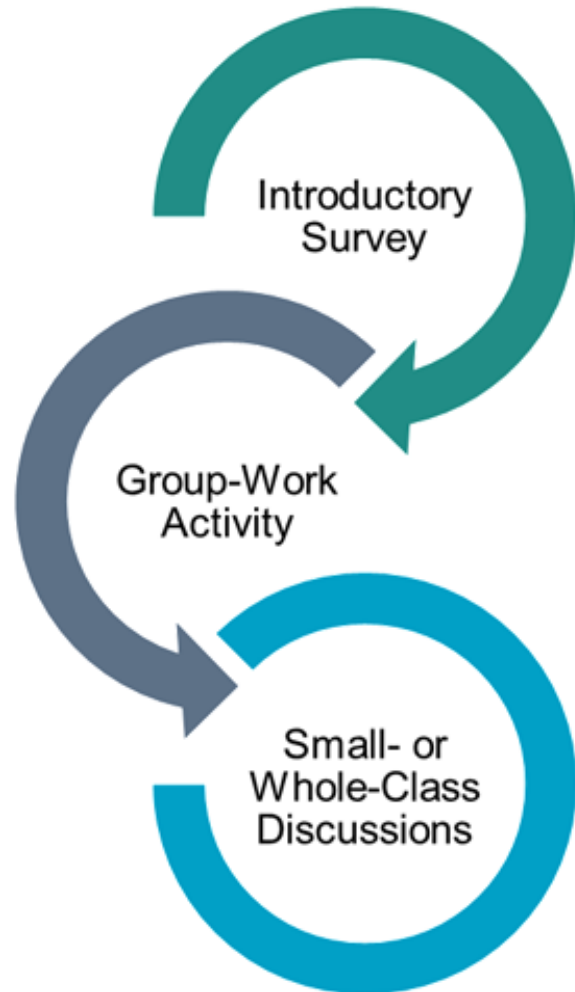 Introductory
Survey
Group-Work
Activity
Small- or
Whole-Class
Discussions